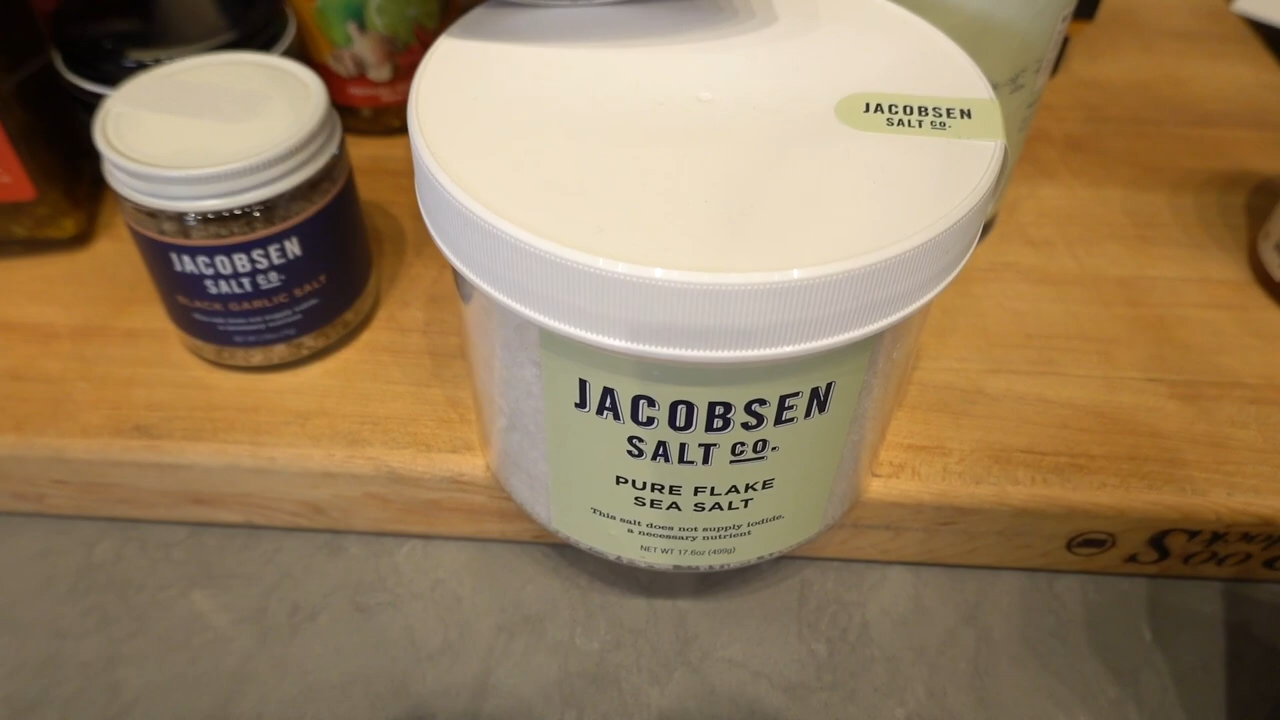 JACOBSEN
SALT CO.
JACOBSEN
SALT CO.
BLACK GARLIC SALT
JACOBSEN
SALT CO.
PURE FLAKE
SEA SALT
This salt does not supply iodide,
a necessary nutrient
NET WT 17.6oz (499g)